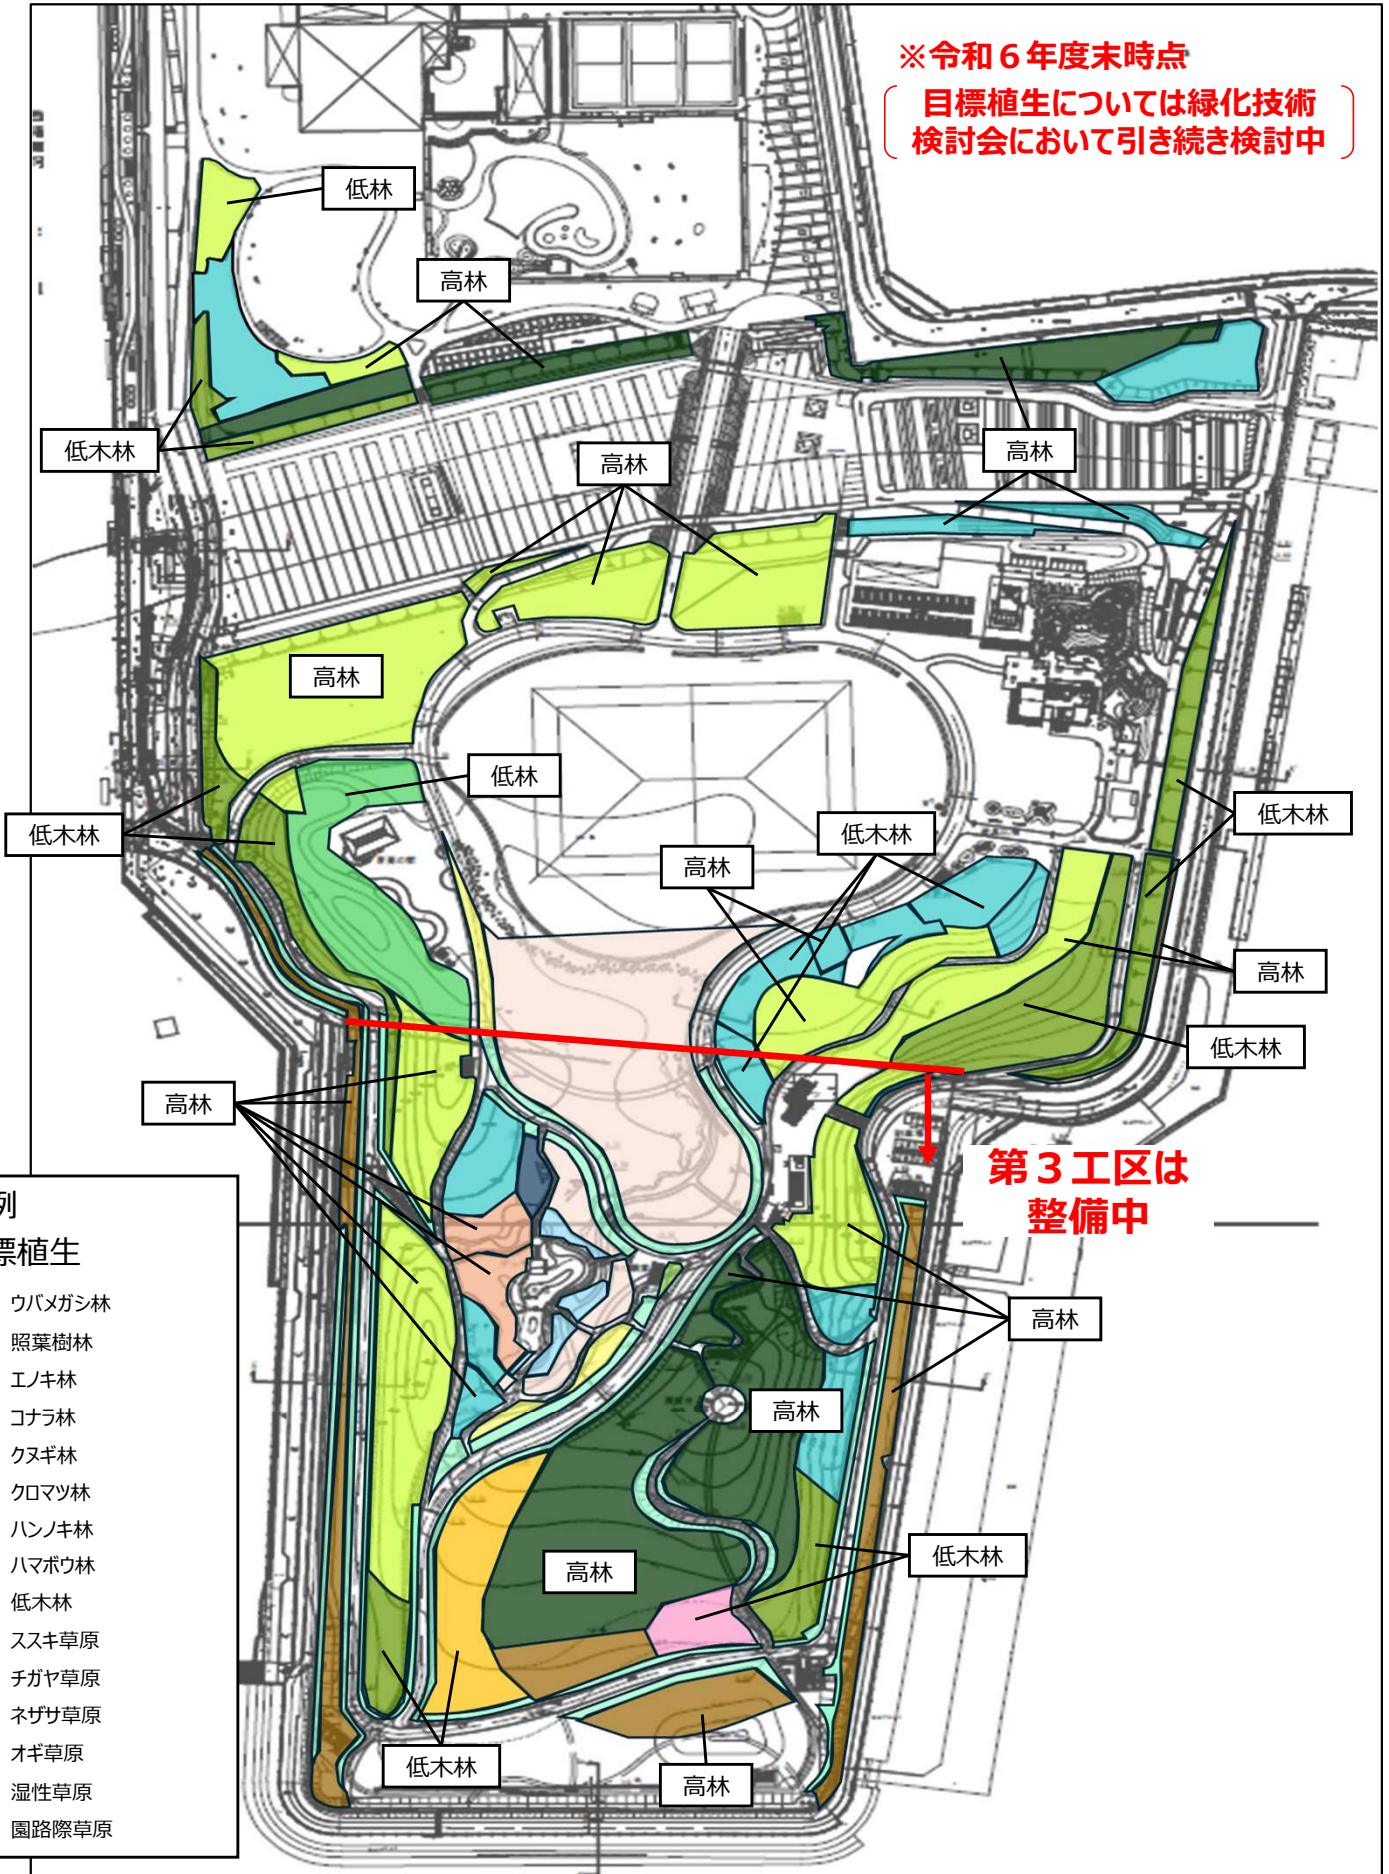 ※令和６年度末時点
目標植生については緑化技術
検討会において引き続き検討中
低林
高林
低木林
高林
高林
高林
低林
低木林
低木林
高林
低木林
高林
低木林
高林
第３工区は
整備中
高林
高林
低木林
高林
低木林
高林
例
標植生
ウバメガシ林
照葉樹林
エノキ林
コナラ林
クヌギ林
クロマツ林
ハンノキ林
ハマボウ林
低木林
ススキ草原
チガヤ草原
ネザサ草原
オギ草原
湿性草原
園路際草原